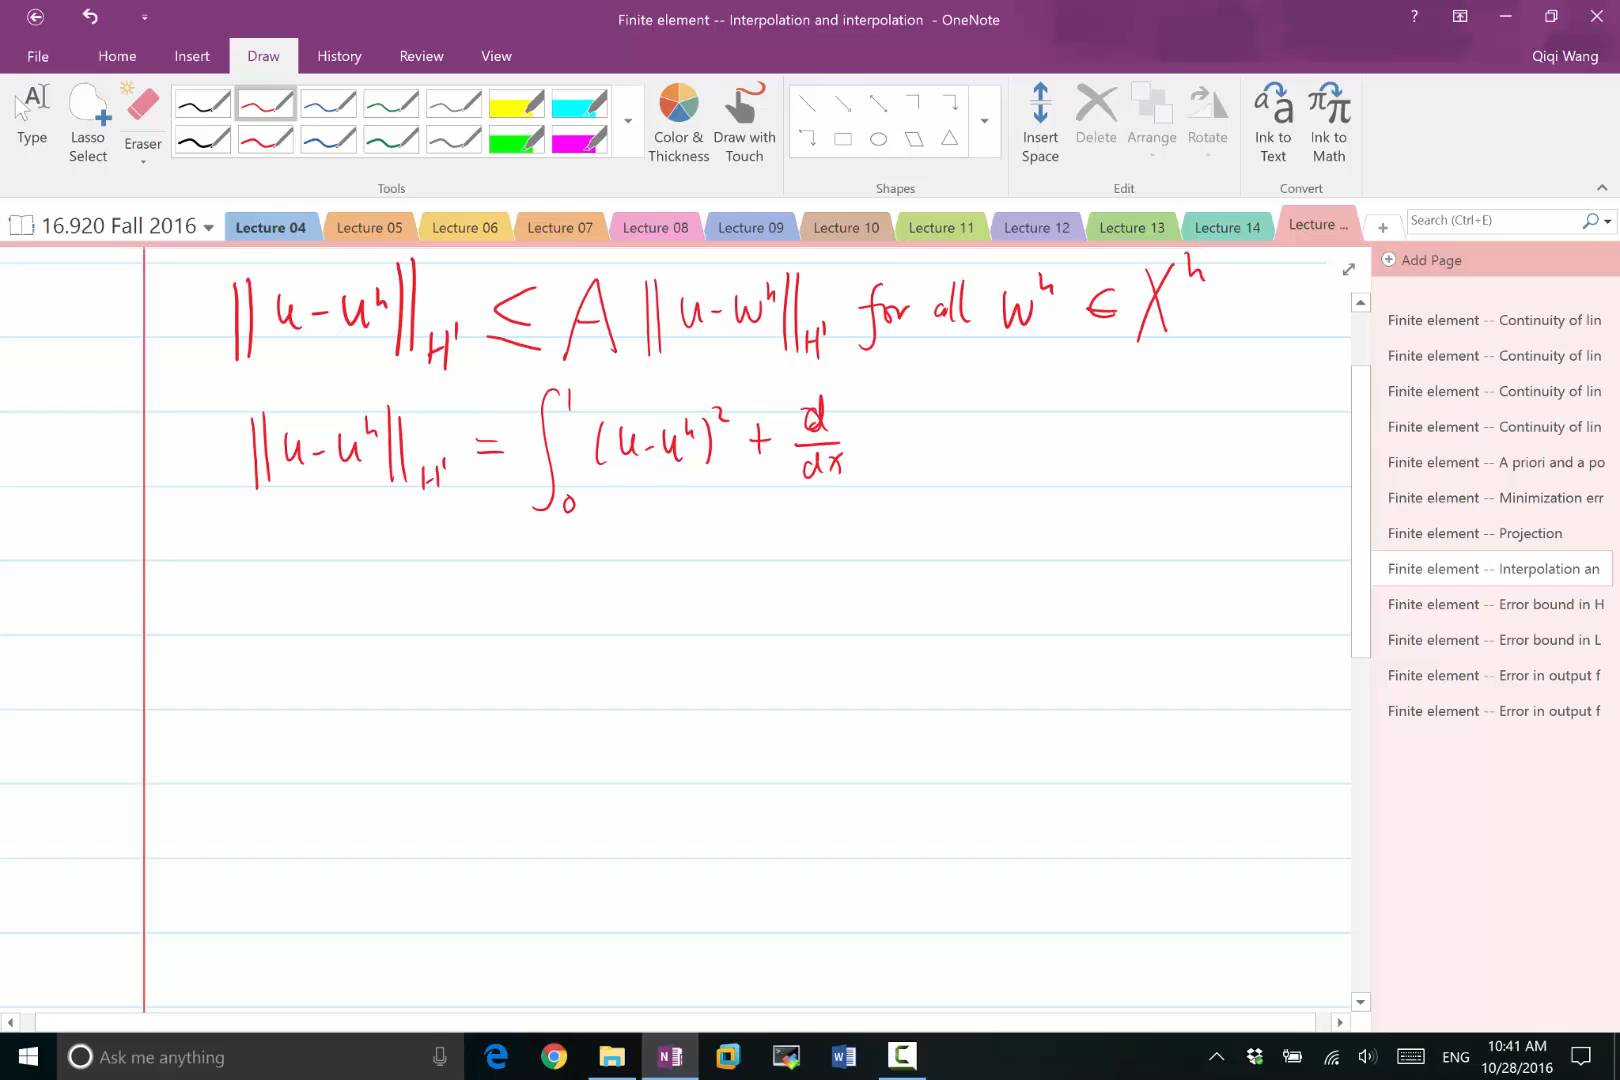 Finite element -- Interpolation and interpolation - OneNote
?
File Home Insert Draw History Review View
Qiqi Wang
Type
Lasso Select
Eraser
Color & Thickness
Draw with Touch
Insert Space
Delete
Arrange
Rotate
Ink to Text
Ink to Math
Tools Shapes Edit Convert
16.920 Fall 2016 Lecture 04 Lecture 05 Lecture 06 Lecture 07 Lecture 08 Lecture 09 Lecture 10 Lecture 11 Lecture 12 Lecture 13 Lecture 14 Lecture ... + Search (Ctrl+E)
‖u-u^h‖_{H^1} ≤ A ‖u-w^h‖_{H^1} for all w^h ∈ X^h
‖u-u^h‖_{H^1} = ∫_0^1 (u-u^h)^2 + d/dx
Add Page
Finite element -- Continuity of lin
Finite element -- Continuity of lin
Finite element -- Continuity of lin
Finite element -- Continuity of lin
Finite element -- A priori and a po
Finite element -- Minimization err
Finite element -- Projection
Finite element -- Interpolation an
Finite element -- Error bound in H
Finite element -- Error bound in L
Finite element -- Error in output f
Finite element -- Error in output f
Ask me anything
ENG
10:41 AM
10/28/2016